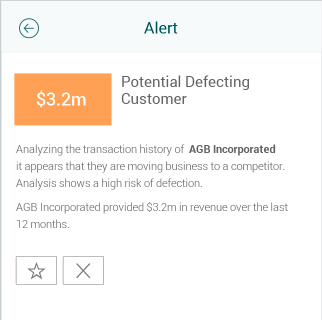 Alert
$3.2m
Potential Defecting
Customer
Analyzing the transaction history of AGB Incorporated
it appears that they are moving business to a competitor.
Analysis shows a high risk of defection.
AGB Incorporated provided $3.2m in revenue over the last
12 months.